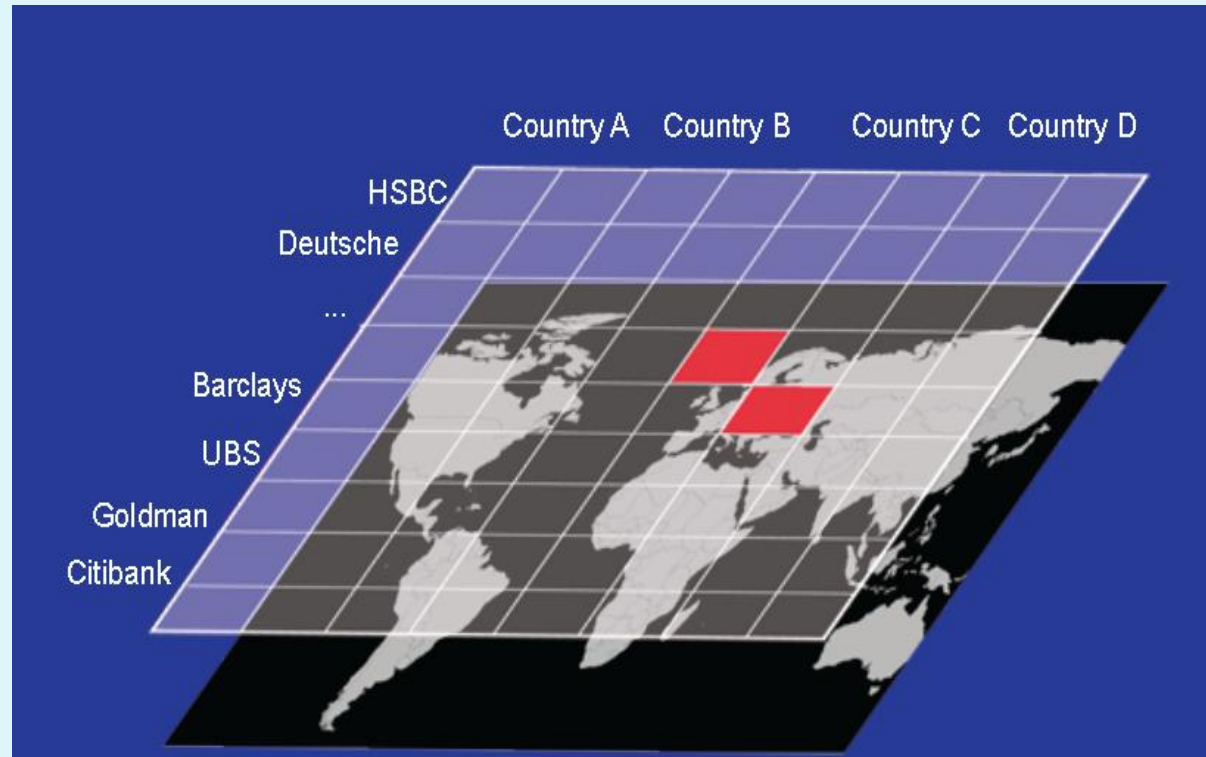 Country A Country B Country C Country D
HSBC
Deutsche
...
Barclays
UBS
Goldman
Citibank